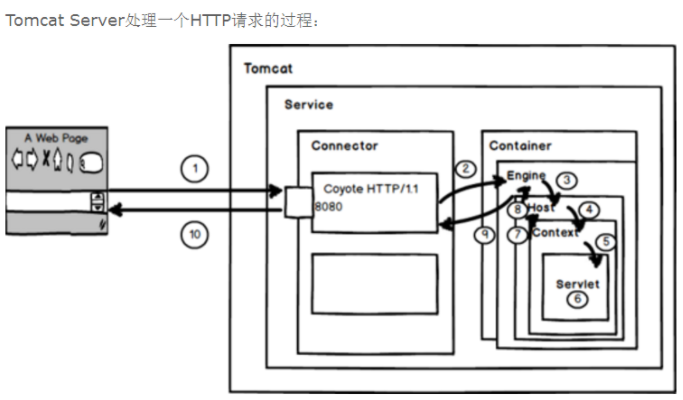 Tomcat Server处理一个HTTP请求的过程：
Tomcat
Service
A Web Page
Connector
Container
1
2
Engine
3
Coyote HTTP/1.1
8080
8
Host
4
10
9
7
Context
5
Servlet
6